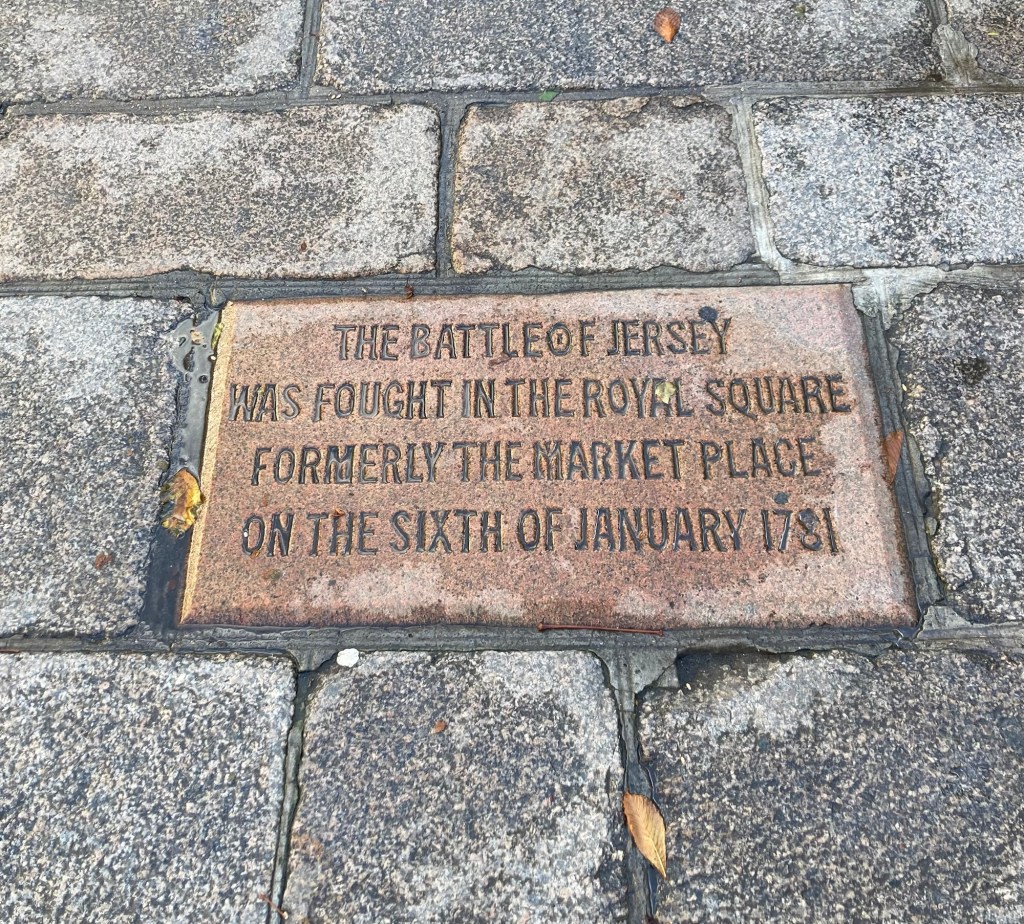 THE BATTLE OF JERSEY
WAS FOUGHT IN THE ROYAL SQUARE
FORMERLY THE MARKET PLACE
ON THE SIXTH OF JANUARY 1781